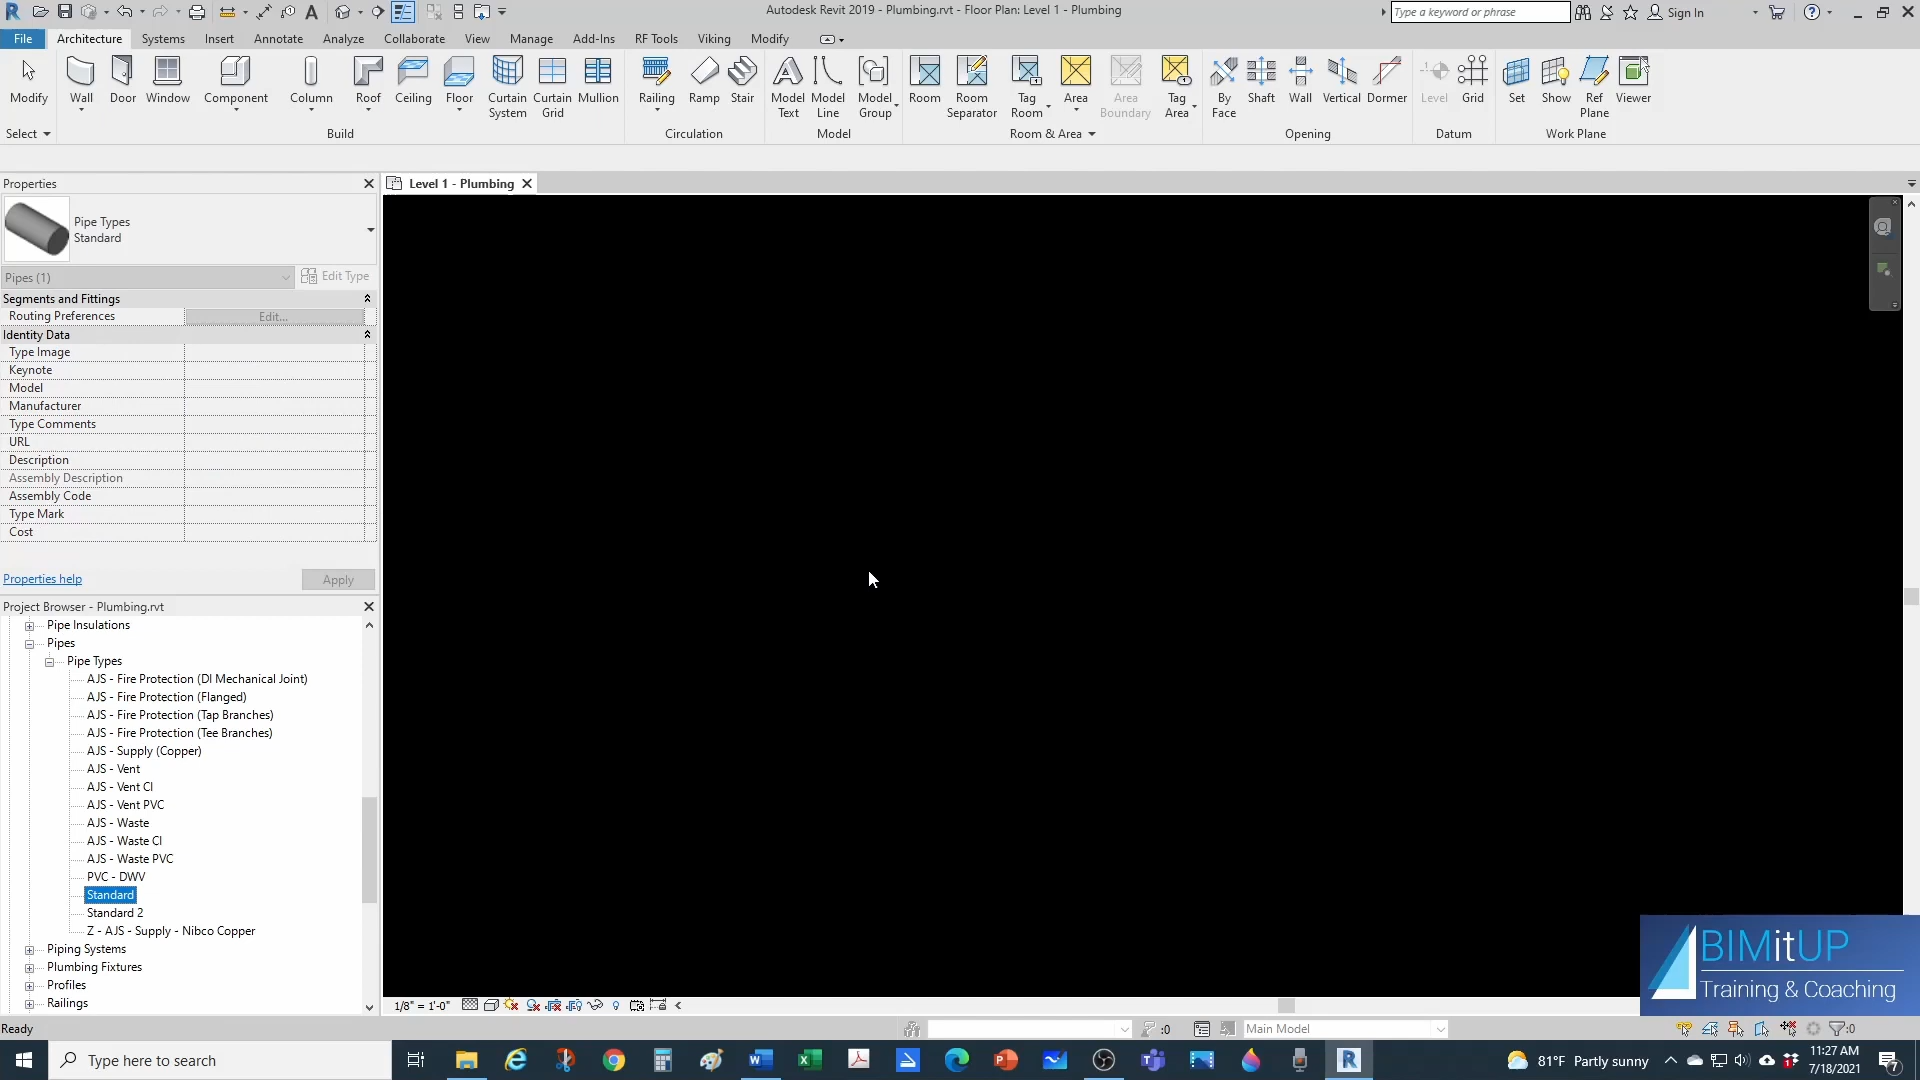 Autodesk Revit 2019 - Plumbing.rvt - Floor Plan: Level 1 - Plumbing
Type a keyword or phrase
Sign In
File Architecture Systems Insert Annotate Analyze Collaborate View Manage Add-Ins RF Tools Viking Modify
Modify Wall Door Window Component Column Roof Ceiling Floor Curtain System Curtain Grid Mullion Railing Ramp Stair Model Text Model Line Model Group Room Room Separator Tag Room Area Area Boundary Tag Area By Face Shaft Wall Vertical Dormer Level Grid Set Show Ref Plane Viewer
Select Build Circulation Model Room & Area Opening Datum Work Plane
Properties
Level 1 - Plumbing
Pipe Types
Standard
Pipes (1) Edit Type
Segments and Fittings
Routing Preferences Edit...
Identity Data
Type Image
Keynote
Model
Manufacturer
Type Comments
URL
Description
Assembly Description
Assembly Code
Type Mark
Cost
Properties help Apply
Project Browser - Plumbing.rvt
Pipe Insulations
Pipes
Pipe Types
AJS - Fire Protection (DI Mechanical Joint)
AJS - Fire Protection (Flanged)
AJS - Fire Protection (Tap Branches)
AJS - Fire Protection (Tee Branches)
AJS - Supply (Copper)
AJS - Vent
AJS - Vent CI
AJS - Vent PVC
AJS - Waste
AJS - Waste CI
AJS - Waste PVC
PVC - DWV
Standard
Standard 2
Z - AJS - Supply - Nibco Copper
Piping Systems
Plumbing Fixtures
Profiles
Railings
BIMitUP
Training & Coaching
1/8" = 1'-0"
Ready
:0
Main Model
:0
Type here to search
81°F Partly sunny
11:27 AM
7/18/2021
7